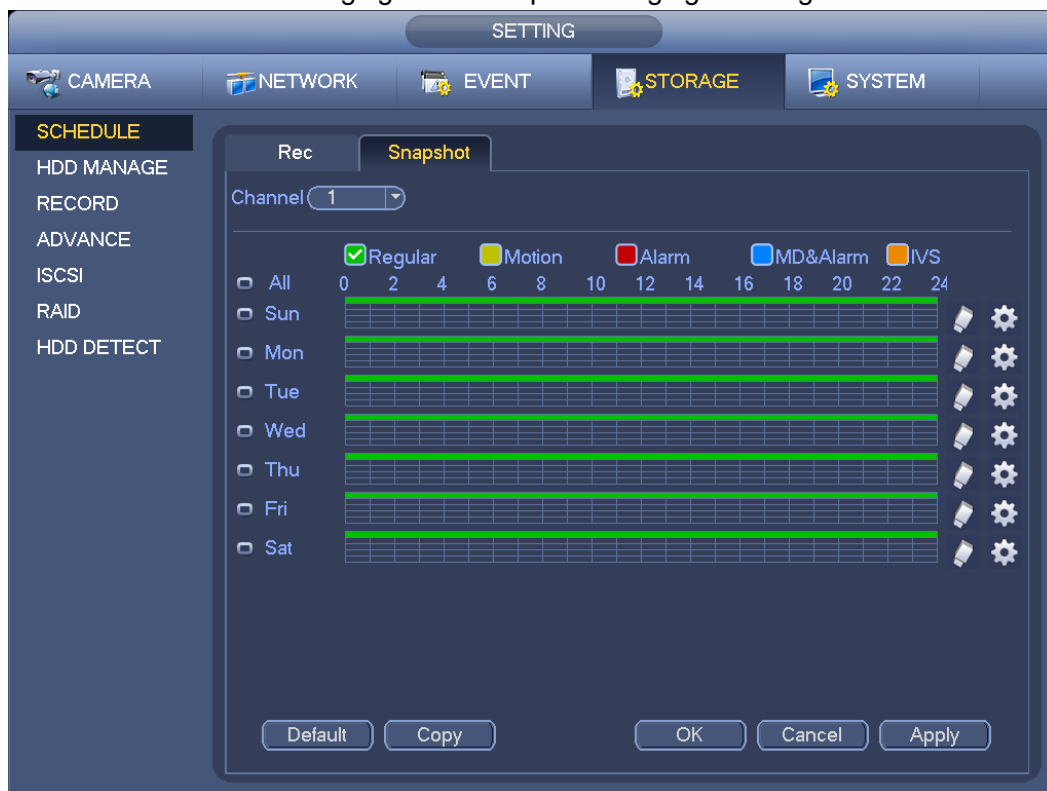 SETTING
CAMERA NETWORK EVENT STORAGE SYSTEM
SCHEDULE
HDD MANAGE
RECORD
ADVANCE
ISCSI
RAID
HDD DETECT
Rec Snapshot
Channel 1
Regular Motion Alarm MD&Alarm IVS
All 0 2 4 6 8 10 12 14 16 18 20 22 24
Sun
Mon
Tue
Wed
Thu
Fri
Sat
Default Copy OK Cancel Apply